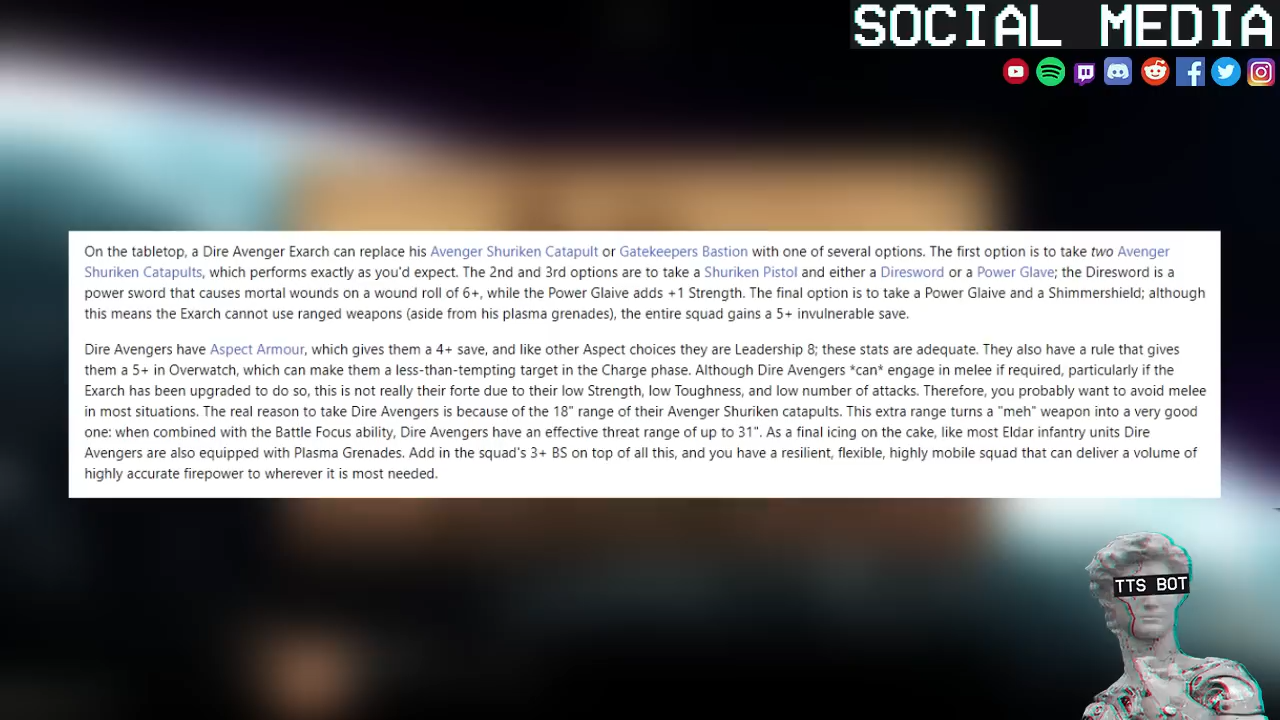 SOCIAL MEDIA
On the tabletop, a Dire Avenger Exarch can replace his Avenger Shuriken Catapult or Gatekeepers Bastion with one of several options. The first option is to take two Avenger
Shuriken Catapults, which performs exactly as you'd expect. The 2nd and 3rd options are to take a Shuriken Pistol and either a Diresword or a Power Glave; the Diresword is a
power sword that causes mortal wounds on a wound roll of 6+, while the Power Glaive adds +1 Strength. The final option is to take a Power Glaive and a Shimmershield; although
this means the Exarch cannot use ranged weapons (aside from his plasma grenades), the entire squad gains a 5+ invulnerable save.
Dire Avengers have Aspect Armour, which gives them a 4+ save, and like other Aspect choices they are Leadership 8; these stats are adequate. They also have a rule that gives
them a 5+ in Overwatch, which can make them a less-than-tempting target in the Charge phase. Although Dire Avengers *can* engage in melee if required, particularly if the
Exarch has been upgraded to do so, this is not really their forte due to their low Strength, low Toughness, and low number of attacks. Therefore, you probably want to avoid melee
in most situations. The real reason to take Dire Avengers is because of the 18" range of their Avenger Shuriken catapults. This extra range turns a "meh" weapon into a very good
one: when combined with the Battle Focus ability, Dire Avengers have an effective threat range of up to 31". As a final icing on the cake, like most Eldar infantry units Dire
Avengers are also equipped with Plasma Grenades. Add in the squad's 3+ BS on top of all this, and you have a resilient, flexible, highly mobile squad that can deliver a volume of
highly accurate firepower to wherever it is most needed.
TTS BOT